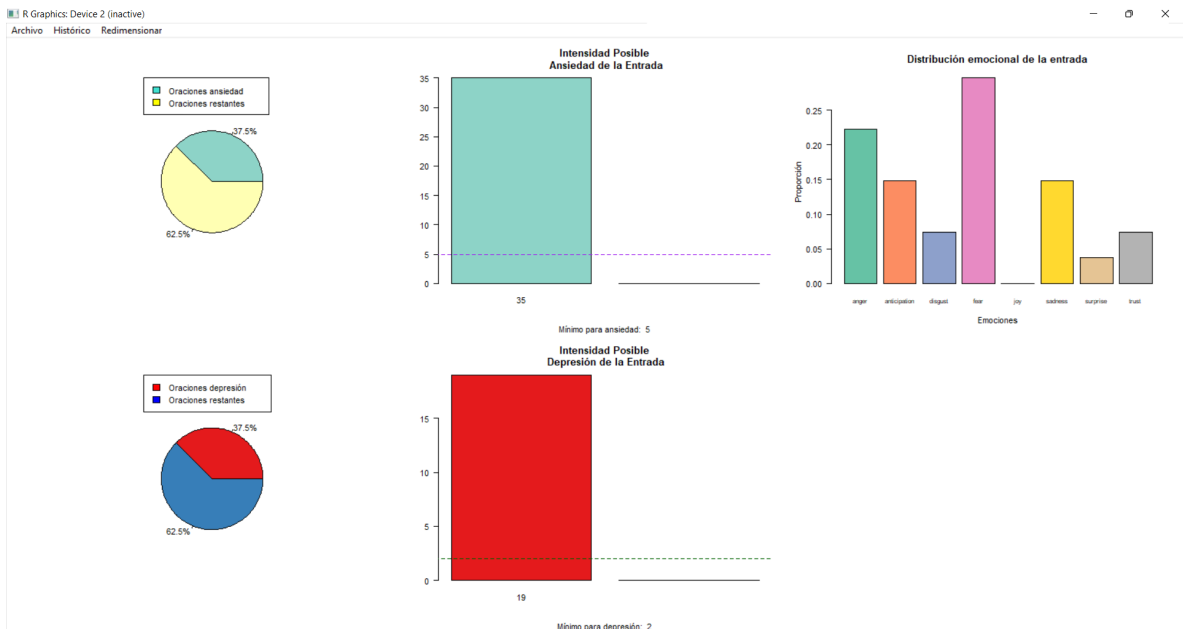 R Graphics: Device 2 (inactive)
Archivo Histórico Redimensionar
Oraciones ansiedad
Oraciones restantes
37.5%
62.5%
Intensidad Posible
Ansiedad de la Entrada
35
30
25
20
15
10
5
0
35
Mínimo para ansiedad: 5
Distribución emocional de la entrada
Proporción
0.25
0.20
0.15
0.10
0.05
0.00
anger anticipation disgust fear joy sadness surprise trust
Emociones
Oraciones depresión
Oraciones restantes
37.5%
62.5%
Intensidad Posible
Depresión de la Entrada
15
10
5
0
19
Mínimo para depresión: 2